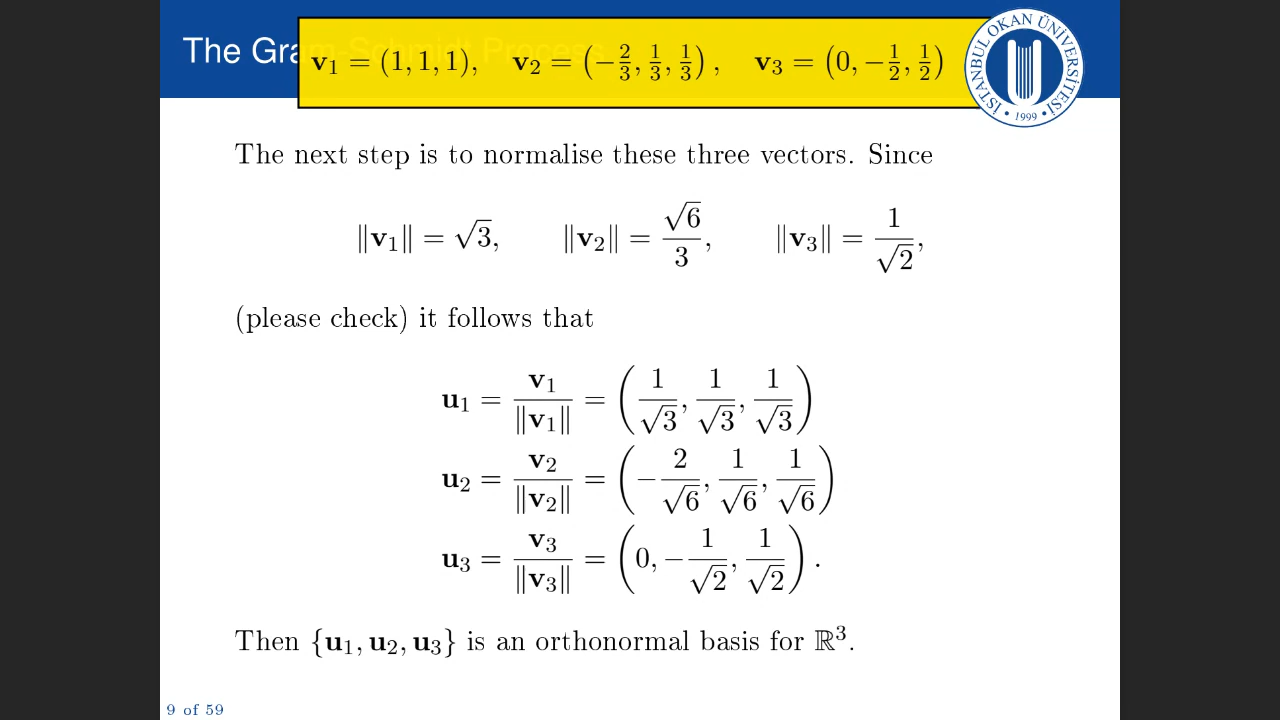 The Gram-Schmidt Process
v₁ = (1, 1, 1), v₂ = (−2/3, 1/3, 1/3), v₃ = (0, −1/2, 1/2)
İSTANBUL OKAN ÜNİVERSİTESİ
• 1999 •
The next step is to normalise these three vectors. Since
‖v₁‖ = √3, ‖v₂‖ = √6/3, ‖v₃‖ = 1/√2,
(please check) it follows that
u₁ = v₁/‖v₁‖ = (1/√3, 1/√3, 1/√3)
u₂ = v₂/‖v₂‖ = (−2/√6, 1/√6, 1/√6)
u₃ = v₃/‖v₃‖ = (0, −1/√2, 1/√2).
Then {u₁, u₂, u₃} is an orthonormal basis for ℝ³.
9 of 59